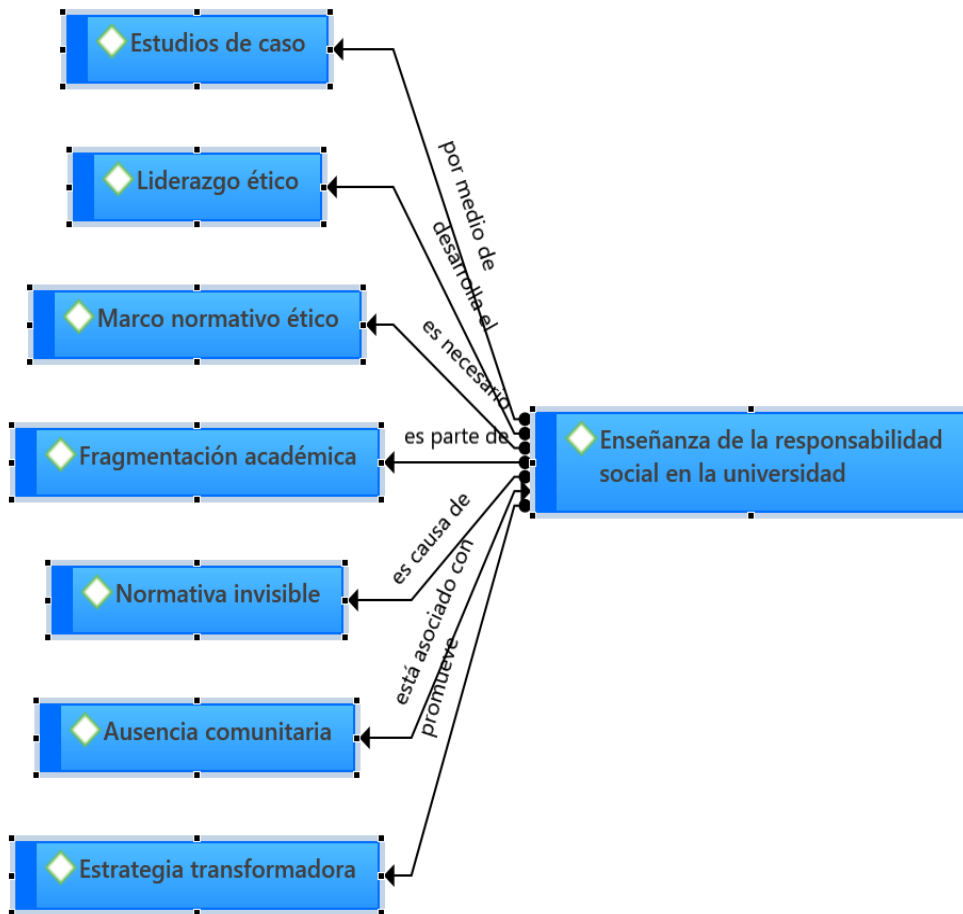 Estudios de caso
por medio de
Liderazgo ético
desarrolla el
Marco normativo ético
es necesario
Fragmentación académica
es parte de
Enseñanza de la responsabilidad
social en la universidad
es causa de
Normativa invisible
está asociado con
Ausencia comunitaria
promueve
Estrategia transformadora